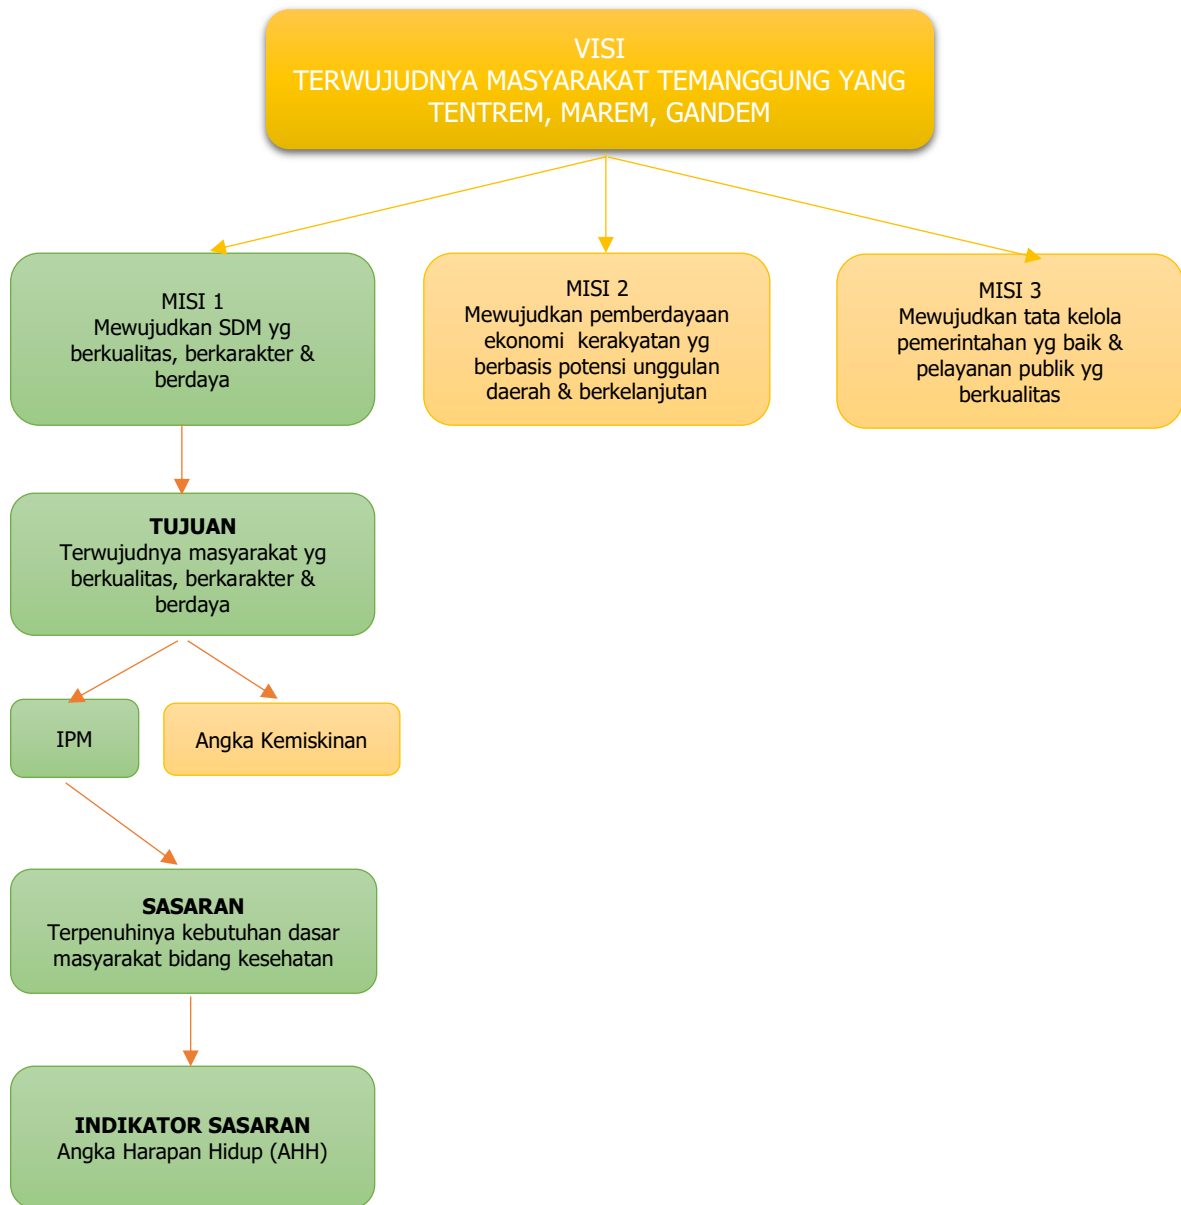 VISI
TERWUJUDNYA MASYARAKAT TEMANGGUNG YANG
TENTREM, MAREM, GANDEM
MISI 1
Mewujudkan SDM yg
berkualitas, berkarakter &
berdaya
MISI 2
Mewujudkan pemberdayaan
ekonomi kerakyatan yg
berbasis potensi unggulan
daerah & berkelanjutan
MISI 3
Mewujudkan tata kelola
pemerintahan yg baik &
pelayanan publik yg
berkualitas
TUJUAN
Terwujudnya masyarakat yg
berkualitas, berkarakter &
berdaya
IPM
Angka Kemiskinan
SASARAN
Terpenuhinya kebutuhan dasar
masyarakat bidang kesehatan
INDIKATOR SASARAN
Angka Harapan Hidup (AHH)